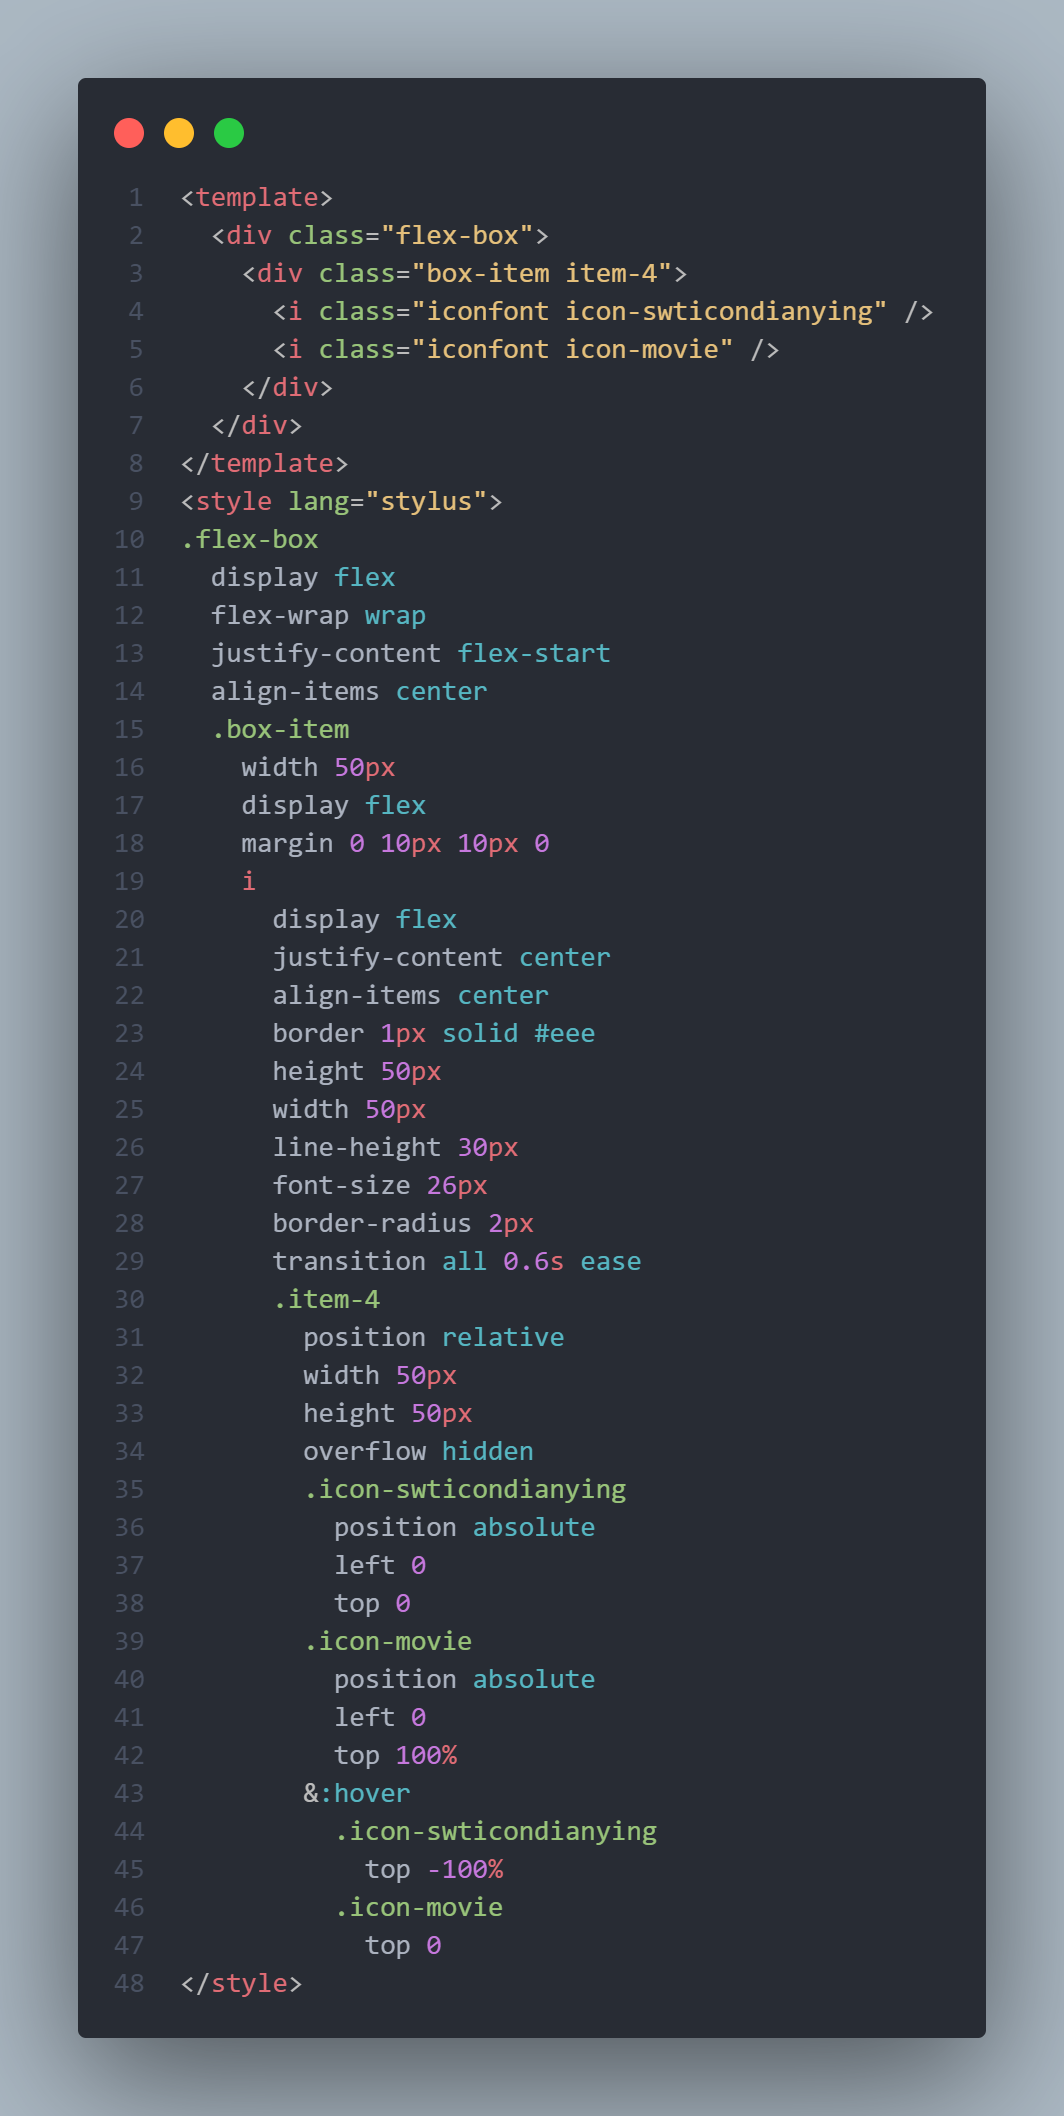 1 <template>
2   <div class="flex-box">
3     <div class="box-item item-4">
4       <i class="iconfont icon-swticondianying" />
5       <i class="iconfont icon-movie" />
6     </div>
7   </div>
8 </template>
9 <style lang="stylus">
10 .flex-box
11   display flex
12   flex-wrap wrap
13   justify-content flex-start
14   align-items center
15   .box-item
16     width 50px
17     display flex
18     margin 0 10px 10px 0
19     i
20       display flex
21       justify-content center
22       align-items center
23       border 1px solid #eee
24       height 50px
25       width 50px
26       line-height 30px
27       font-size 26px
28       border-radius 2px
29       transition all 0.6s ease
30       .item-4
31         position relative
32         width 50px
33         height 50px
34         overflow hidden
35         .icon-swticondianying
36           position absolute
37           left 0
38           top 0
39         .icon-movie
40           position absolute
41           left 0
42           top 100%
43         &:hover
44           .icon-swticondianying
45             top -100%
46           .icon-movie
47             top 0
48 </style>